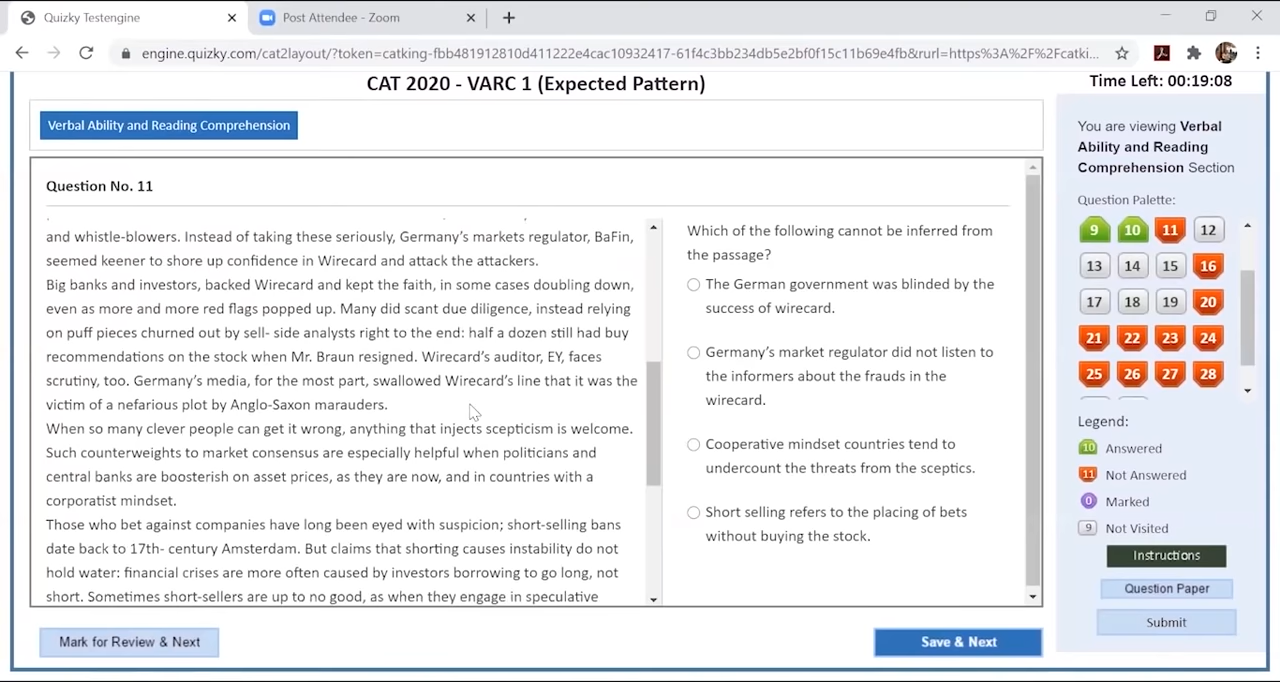 Quizky Testengine
Post Attendee - Zoom
engine.quizky.com/cat2layout/?token=catking-fbb481912810d411222e4cac10932417-61f4c3bb234db5e2bf0f15c11b69e4fb&rurl=https%3A%2F%2Fcatki...
CAT 2020 - VARC 1 (Expected Pattern)
Time Left: 00:19:08
Verbal Ability and Reading Comprehension
Question No. 11
and whistle-blowers. Instead of taking these seriously, Germany's markets regulator, BaFin,
seemed keener to shore up confidence in Wirecard and attack the attackers.
Big banks and investors, backed Wirecard and kept the faith, in some cases doubling down,
even as more and more red flags popped up. Many did scant due diligence, instead relying
on puff pieces churned out by sell- side analysts right to the end: half a dozen still had buy
recommendations on the stock when Mr. Braun resigned. Wirecard's auditor, EY, faces
scrutiny, too. Germany's media, for the most part, swallowed Wirecard's line that it was the
victim of a nefarious plot by Anglo-Saxon marauders.
When so many clever people can get it wrong, anything that injects scepticism is welcome.
Such counterweights to market consensus are especially helpful when politicians and
central banks are boosterish on asset prices, as they are now, and in countries with a
corporatist mindset.
Those who bet against companies have long been eyed with suspicion; short-selling bans
date back to 17th- century Amsterdam. But claims that shorting causes instability do not
hold water: financial crises are more often caused by investors borrowing to go long, not
short. Sometimes short-sellers are up to no good, as when they engage in speculative
Which of the following cannot be inferred from
the passage?
The German government was blinded by the
success of wirecard.
Germany's market regulator did not listen to
the informers about the frauds in the
wirecard.
Cooperative mindset countries tend to
undercount the threats from the sceptics.
Short selling refers to the placing of bets
without buying the stock.
Mark for Review & Next
Save & Next
You are viewing Verbal
Ability and Reading
Comprehension Section
Question Palette:
9 10 11 12
13 14 15 16
17 18 19 20
21 22 23 24
25 26 27 28
Legend:
10 Answered
11 Not Answered
0 Marked
9 Not Visited
Instructions
Question Paper
Submit